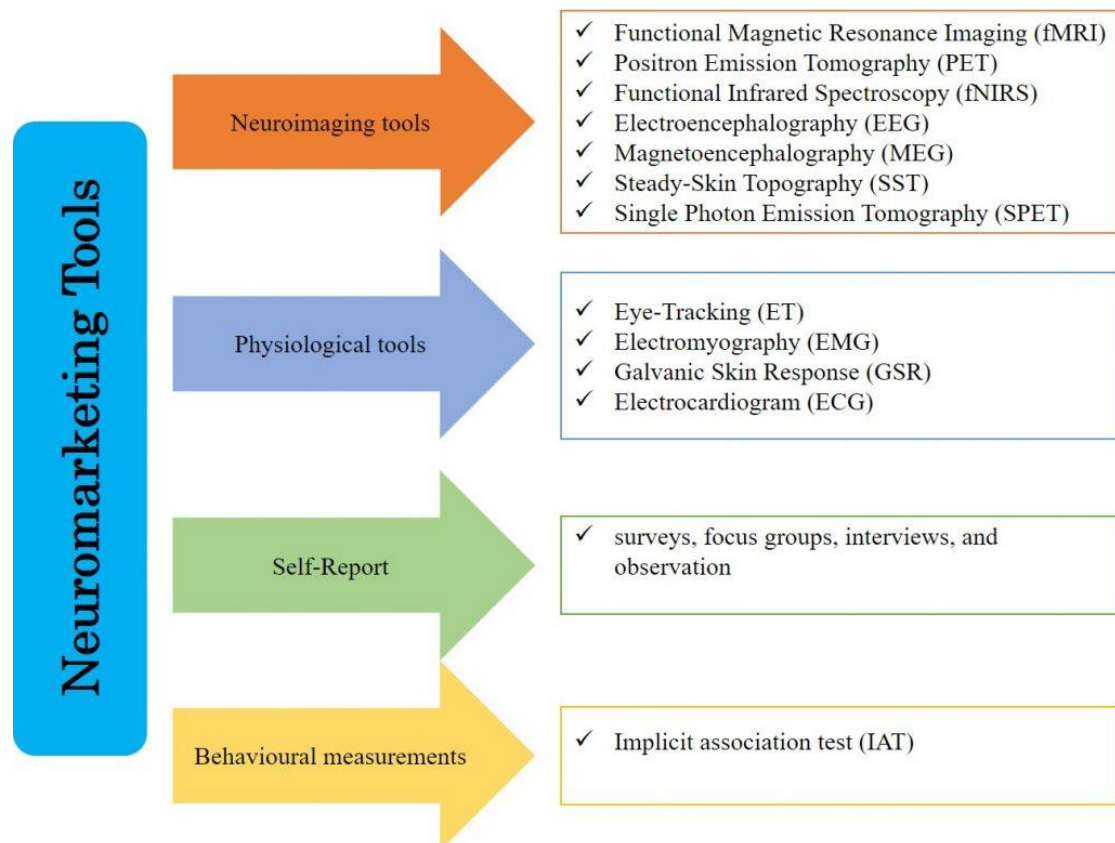 Neuromarketing Tools
Neuroimaging tools
✓ Functional Magnetic Resonance Imaging (fMRI)
✓ Positron Emission Tomography (PET)
✓ Functional Infrared Spectroscopy (fNIRS)
✓ Electroencephalography (EEG)
✓ Magnetoencephalography (MEG)
✓ Steady-Skin Topography (SST)
✓ Single Photon Emission Tomography (SPET)
Physiological tools
✓ Eye-Tracking (ET)
✓ Electromyography (EMG)
✓ Galvanic Skin Response (GSR)
✓ Electrocardiogram (ECG)
Self-Report
✓ surveys, focus groups, interviews, and
observation
Behavioural measurements
✓ Implicit association test (IAT)